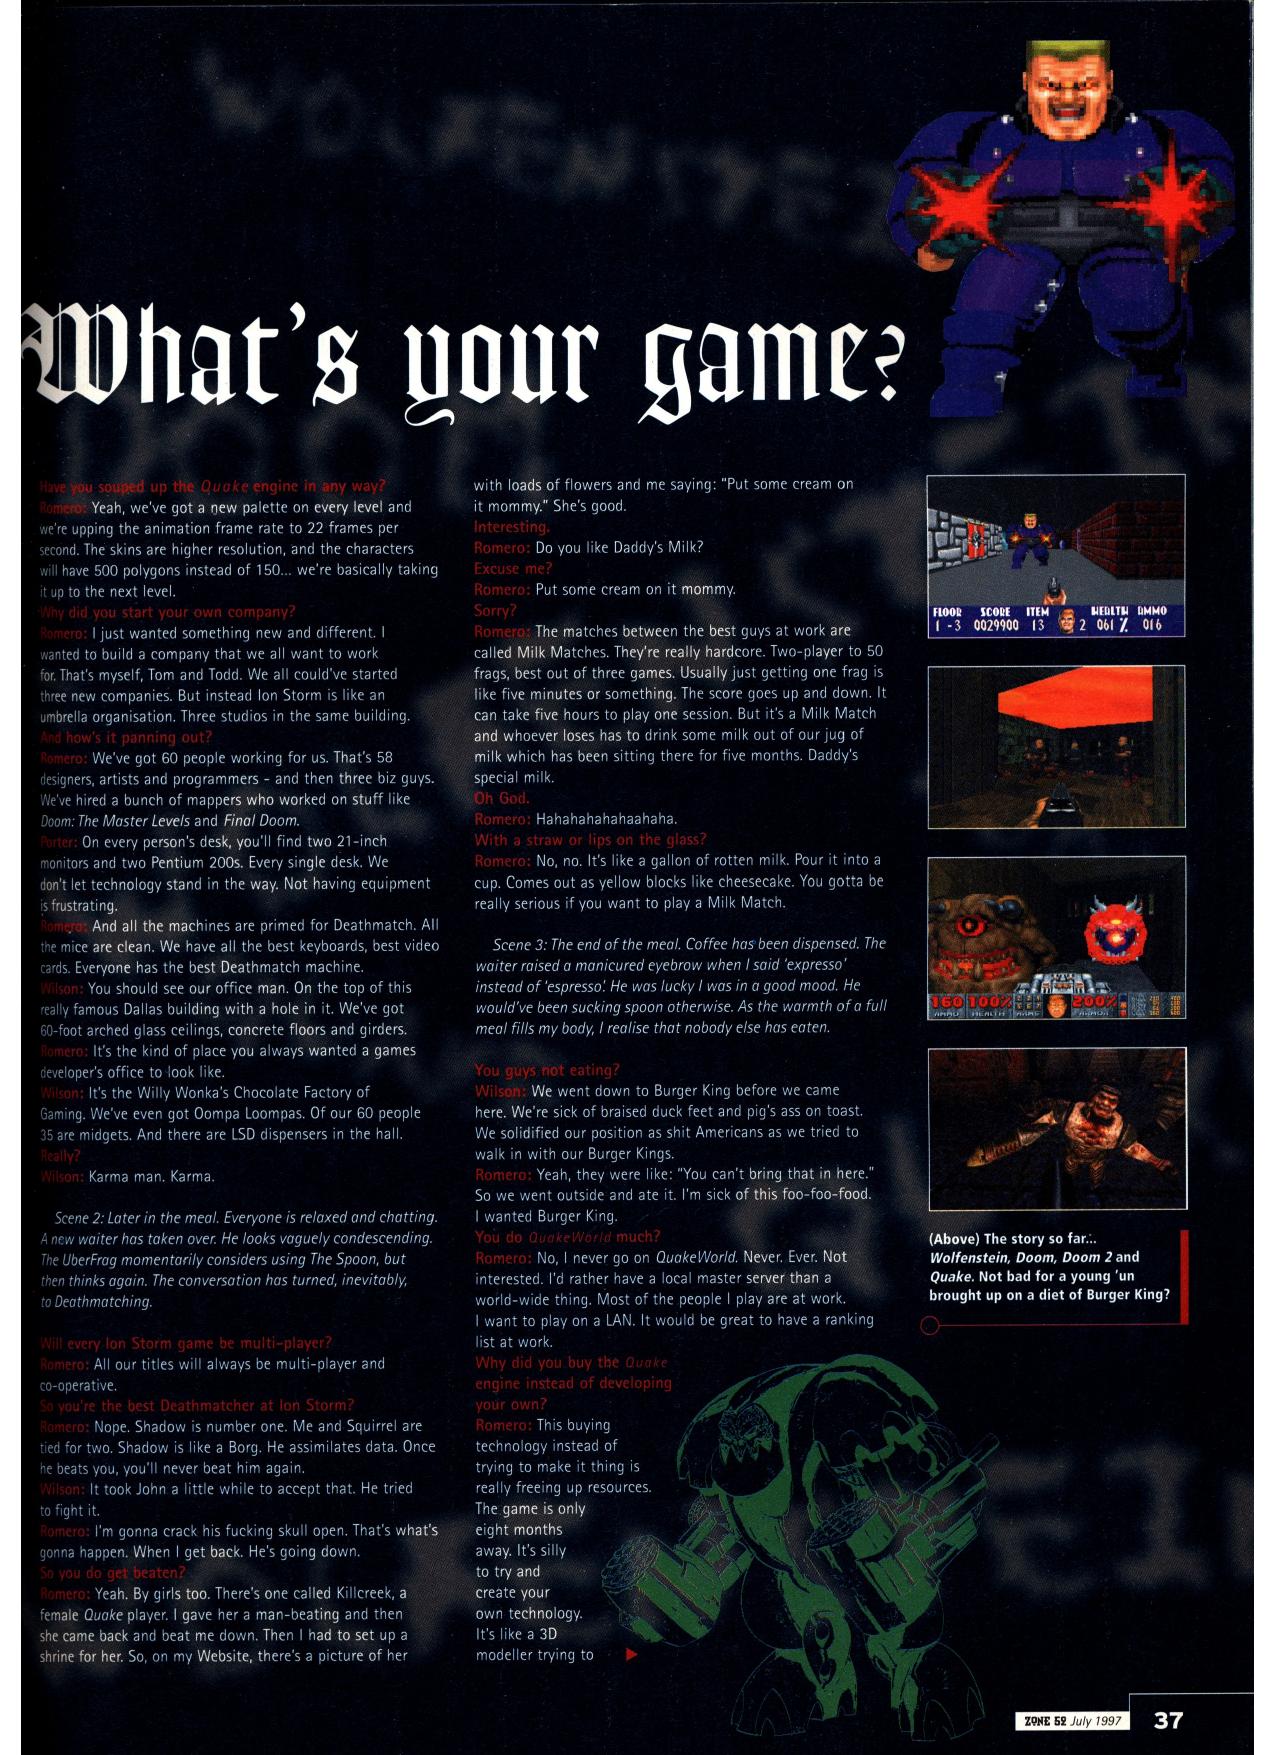 What's your game?
Have you souped up the Quake engine in any way?
Romero: Yeah, we've got a new palette on every level and
we're upping the animation frame rate to 22 frames per
second. The skins are higher resolution, and the characters
will have 500 polygons instead of 150... we're basically taking
it up to the next level.
Why did you start your own company?
Romero: I just wanted something new and different. I
wanted to build a company that we all want to work
for. That's myself, Tom and Todd. We all could've started
three new companies. But instead Ion Storm is like an
umbrella organisation. Three studios in the same building.
And how's it panning out?
Romero: We've got 60 people working for us. That's 58
designers, artists and programmers - and then three biz guys.
We've hired a bunch of mappers who worked on stuff like
Doom: The Master Levels and Final Doom.
Porter: On every person's desk, you'll find two 21-inch
monitors and two Pentium 200s. Every single desk. We
don't let technology stand in the way. Not having equipment
is frustrating.
Romero: And all the machines are primed for Deathmatch. All
the mice are clean. We have all the best keyboards, best video
cards. Everyone has the best Deathmatch machine.
Wilson: You should see our office man. On the top of this
really famous Dallas building with a hole in it. We've got
60-foot arched glass ceilings, concrete floors and girders.
Romero: It's the kind of place you always wanted a games
developer's office to look like.
Wilson: It's the Willy Wonka's Chocolate Factory of
Gaming. We've even got Oompa Loompas. Of our 60 people
35 are midgets. And there are LSD dispensers in the hall.
Really?
Wilson: Karma man. Karma.
Scene 2: Later in the meal. Everyone is relaxed and chatting.
A new waiter has taken over. He looks vaguely condescending.
The UberFrag momentarily considers using The Spoon, but
then thinks again. The conversation has turned, inevitably,
to Deathmatching.
Will every Ion Storm game be multi-player?
Romero: All our titles will always be multi-player and
co-operative.
So you're the best Deathmatcher at Ion Storm?
Romero: Nope. Shadow is number one. Me and Squirrel are
tied for two. Shadow is like a Borg. He assimilates data. Once
he beats you, you'll never beat him again.
Wilson: It took John a little while to accept that. He tried
to fight it.
Romero: I'm gonna crack his fucking skull open. That's what's
gonna happen. When I get back. He's going down.
So you do get beaten?
Romero: Yeah. By girls too. There's one called Killcreek, a
female Quake player. I gave her a man-beating and then
she came back and beat me down. Then I had to set up a
shrine for her. So, on my Website, there's a picture of her
with loads of flowers and me saying: "Put some cream on
it mommy." She's good.
Interesting.
Romero: Do you like Daddy's Milk?
Excuse me?
Romero: Put some cream on it mommy.
Sorry?
Romero: The matches between the best guys at work are
called Milk Matches. They're really hardcore. Two-player to 50
frags, best out of three games. Usually just getting one frag is
like five minutes or something. The score goes up and down. It
can take five hours to play one session. But it's a Milk Match
and whoever loses has to drink some milk out of our jug of
milk which has been sitting there for five months. Daddy's
special milk.
Oh God.
Romero: Hahahahahahaahaha.
With a straw or lips on the glass?
Romero: No, no. It's like a gallon of rotten milk. Pour it into a
cup. Comes out as yellow blocks like cheesecake. You gotta be
really serious if you want to play a Milk Match.
Scene 3: The end of the meal. Coffee has been dispensed. The
waiter raised a manicured eyebrow when I said 'expresso'
instead of 'espresso'. He was lucky I was in a good mood. He
would've been sucking spoon otherwise. As the warmth of a full
meal fills my body, I realise that nobody else has eaten.
You guys not eating?
Wilson: We went down to Burger King before we came
here. We're sick of braised duck feet and pig's ass on toast.
We solidified our position as shit Americans as we tried to
walk in with our Burger Kings.
Romero: Yeah, they were like: "You can't bring that in here."
So we went outside and ate it. I'm sick of this foo-foo-food.
I wanted Burger King.
You do QuakeWorld much?
Romero: No, I never go on QuakeWorld. Never. Ever. Not
interested. I'd rather have a local master server than a
world-wide thing. Most of the people I play are at work.
I want to play on a LAN. It would be great to have a ranking
list at work.
Why did you buy the Quake
engine instead of developing
your own?
Romero: This buying
technology instead of
trying to make it thing is
really freeing up resources.
The game is only
eight months
away. It's silly
to try and
create your
own technology.
It's like a 3D
modeller trying to
FLOOR SCORE ITEM HEALTH AMMO
1-3 0029900 13 2 061% 016
160 100% 200%
AMMO HEALTH ARMS ARMOR
(Above) The story so far...
Wolfenstein, Doom, Doom 2 and
Quake. Not bad for a young 'un
brought up on a diet of Burger King?
ZONE 52 July 1997 37